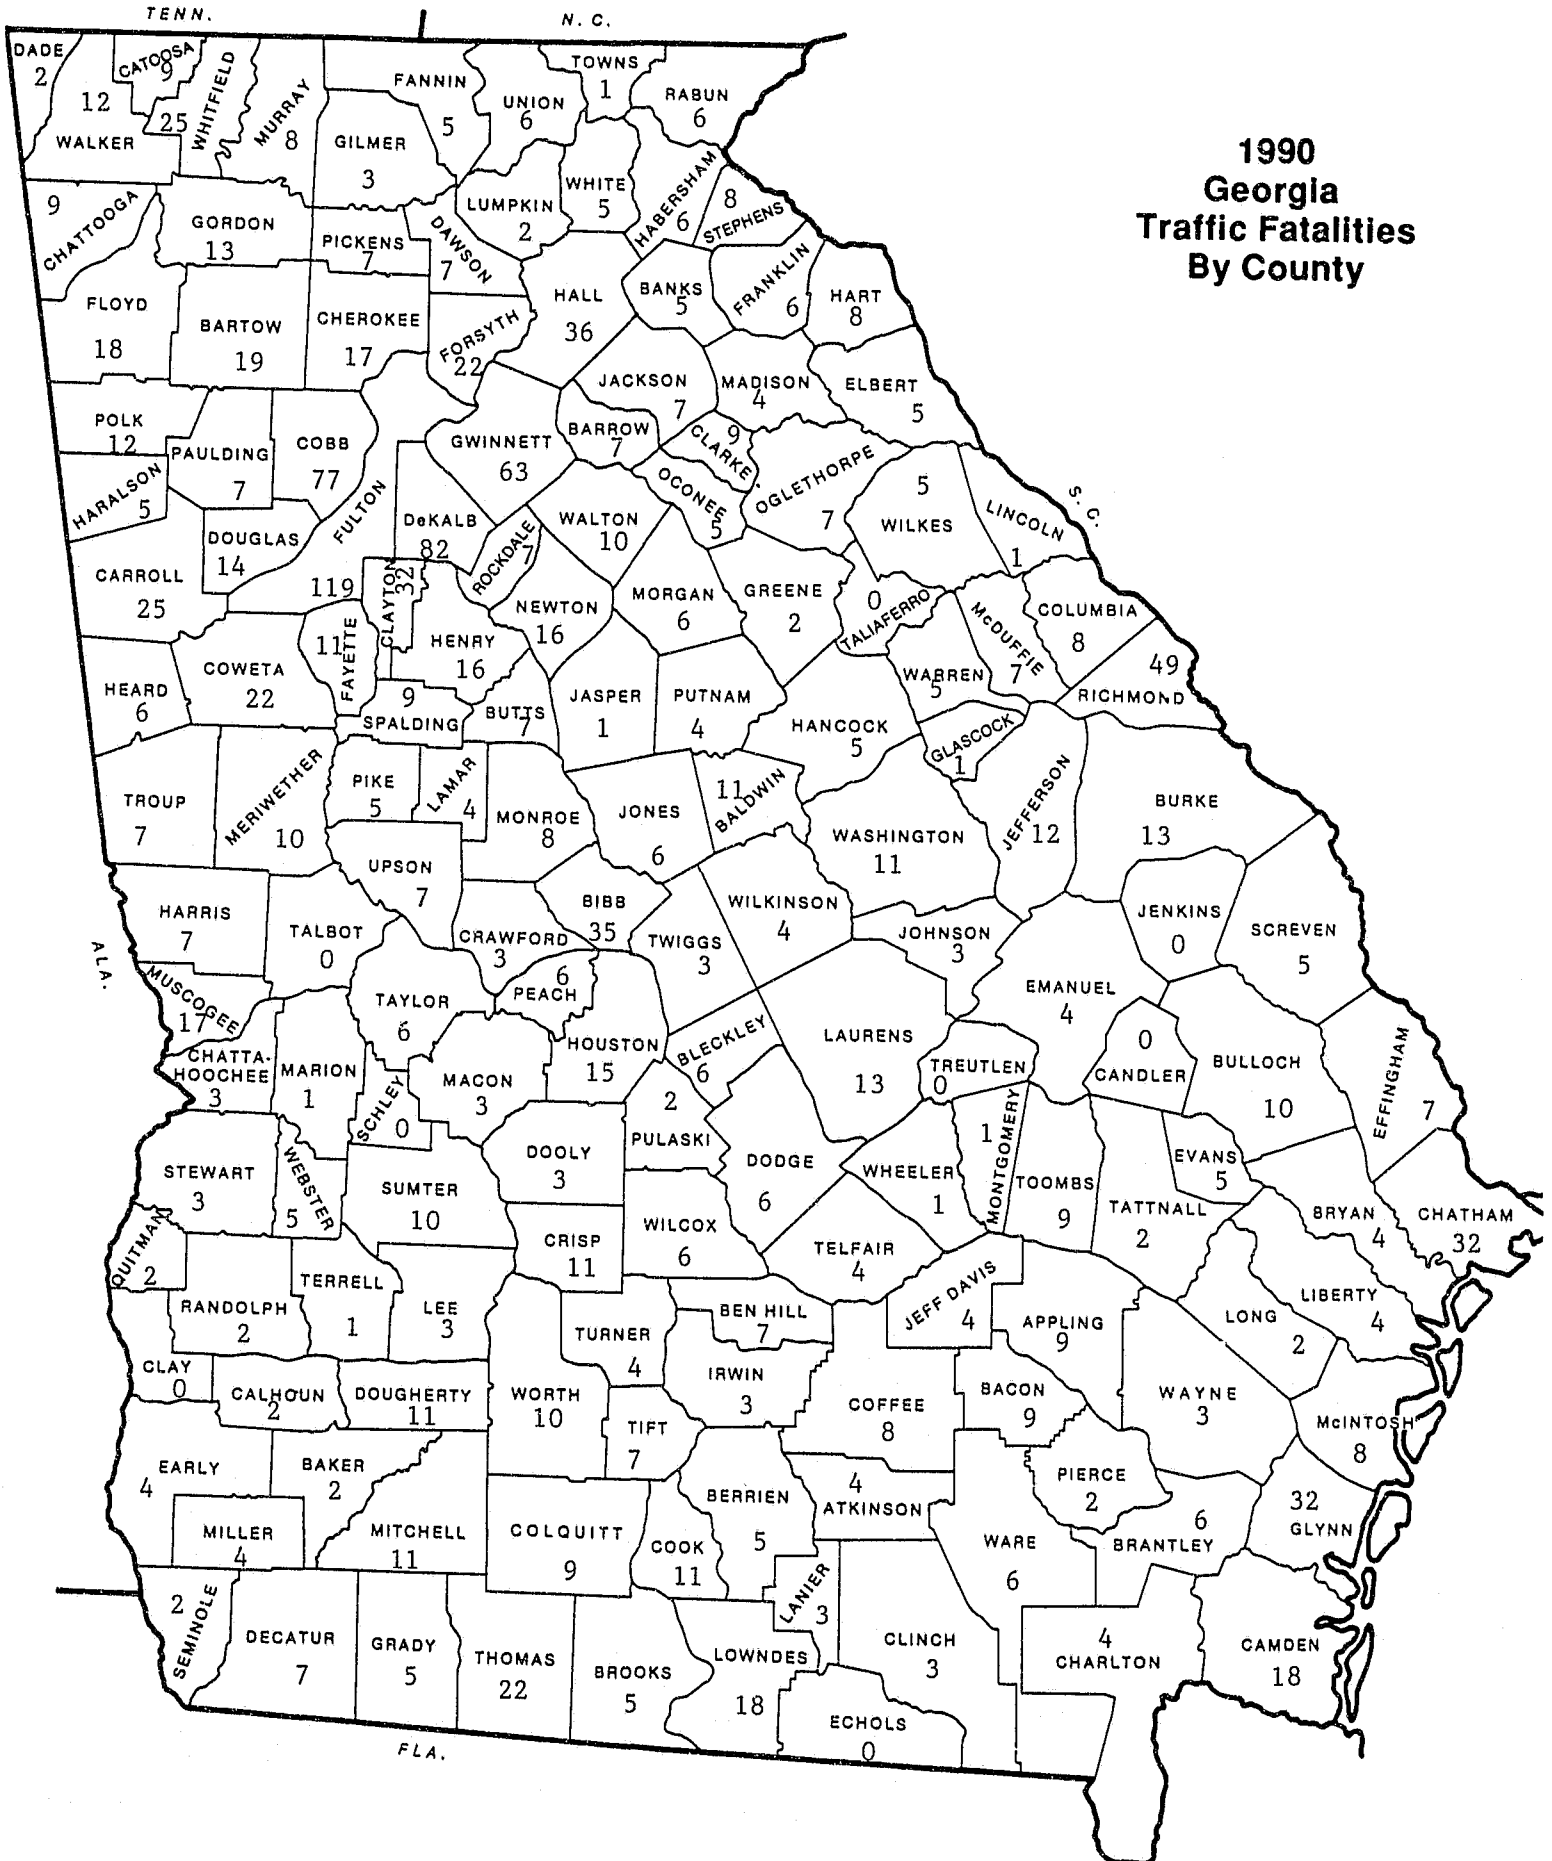 TENN.
N. C.
1990
Georgia
Traffic Fatalities
By County
DADE
2
CATOOSA
9
12
WALKER
25
WHITFIELD
MURRAY
8
FANNIN
5
GILMER
3
UNION
6
TOWNS
1
RABUN
6
9
CHATTOOGA
GORDON
13
PICKENS
7
DAWSON
7
LUMPKIN
2
WHITE
5
HABERSHAM
6
8
STEPHENS
FLOYD
18
BARTOW
19
CHEROKEE
17
FORSYTH
22
HALL
36
BANKS
5
FRANKLIN
6
HART
8
JACKSON
7
MADISON
4
ELBERT
5
POLK
12
PAULDING
7
COBB
77
GWINNETT
63
BARROW
7
9
CLARKE
OCONEE
5
OGLETHORPE
7
5
WILKES
LINCOLN
1
S. C.
HARALSON
5
DOUGLAS
14
FULTON
119
DeKALB
82
ROCKDALE
7
WALTON
10
CARROLL
25
CLAYTON
32
HENRY
16
NEWTON
16
MORGAN
6
GREENE
2
0
TALIAFERRO
McDUFFIE
7
COLUMBIA
8
HEARD
6
COWETA
22
11
FAYETTE
9
SPALDING
BUTTS
7
JASPER
1
PUTNAM
4
HANCOCK
5
WARREN
5
49
RICHMOND
GLASCOCK
1
TROUP
7
MERIWETHER
10
PIKE
5
LAMAR
4
MONROE
8
JONES
6
11
BALDWIN
WASHINGTON
11
JEFFERSON
12
BURKE
13
UPSON
7
HARRIS
7
TALBOT
0
CRAWFORD
3
BIBB
35
TWIGGS
3
WILKINSON
4
JOHNSON
3
JENKINS
0
SCREVEN
5
ALA.
MUSCOGEE
17
TAYLOR
6
6
PEACH
HOUSTON
15
BLECKLEY
6
LAURENS
13
EMANUEL
4
TREUTLEN
0
0
CANDLER
BULLOCH
10
EFFINGHAM
7
CHATTA-
HOOCHEE
3
MARION
1
SCHLEY
0
MACON
3
DOOLY
3
2
PULASKI
DODGE
6
WHEELER
1
1
MONTGOMERY
TOOMBS
9
TATTNALL
2
EVANS
5
BRYAN
4
CHATHAM
32
STEWART
3
WEBSTER
5
SUMTER
10
CRISP
11
WILCOX
6
TELFAIR
4
QUITMAN
2
RANDOLPH
2
TERRELL
1
LEE
3
TURNER
4
BEN HILL
7
IRWIN
3
JEFF DAVIS
4
APPLING
9
LONG
2
LIBERTY
4
CLAY
0
CALHOUN
2
DOUGHERTY
11
WORTH
10
TIFT
7
COFFEE
8
BACON
9
WAYNE
3
McINTOSH
8
EARLY
4
BAKER
2
MILLER
4
MITCHELL
11
COLQUITT
9
COOK
11
BERRIEN
5
4
ATKINSON
WARE
6
PIERCE
2
6
BRANTLEY
32
GLYNN
2
SEMINOLE
DECATUR
7
GRADY
5
THOMAS
22
BROOKS
5
LOWNDES
18
LANIER
3
CLINCH
3
ECHOLS
0
4
CHARLTON
CAMDEN
18
FLA.